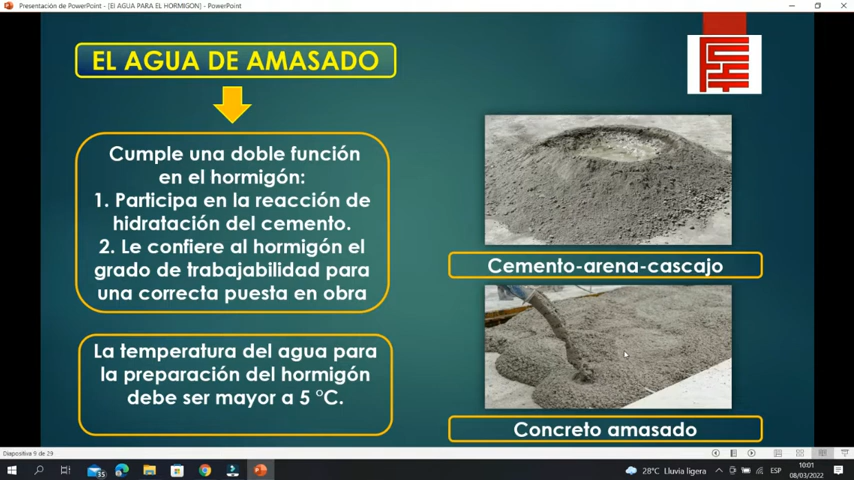 Presentación de PowerPoint - [El AGUA PARA EL HORMIGON] - PowerPoint
EL AGUA DE AMASADO
Cumple una doble función
en el hormigón:
1. Participa en la reacción de
hidratación del cemento.
2. Le confiere al hormigón el
grado de trabajabilidad para
una correcta puesta en obra
La temperatura del agua para
la preparación del hormigón
debe ser mayor a 5 °C.
Cemento-arena-cascajo
Concreto amasado
Diapositiva 9 de 29
35
28°C Lluvia ligera
ESP
10:01
08/03/2022